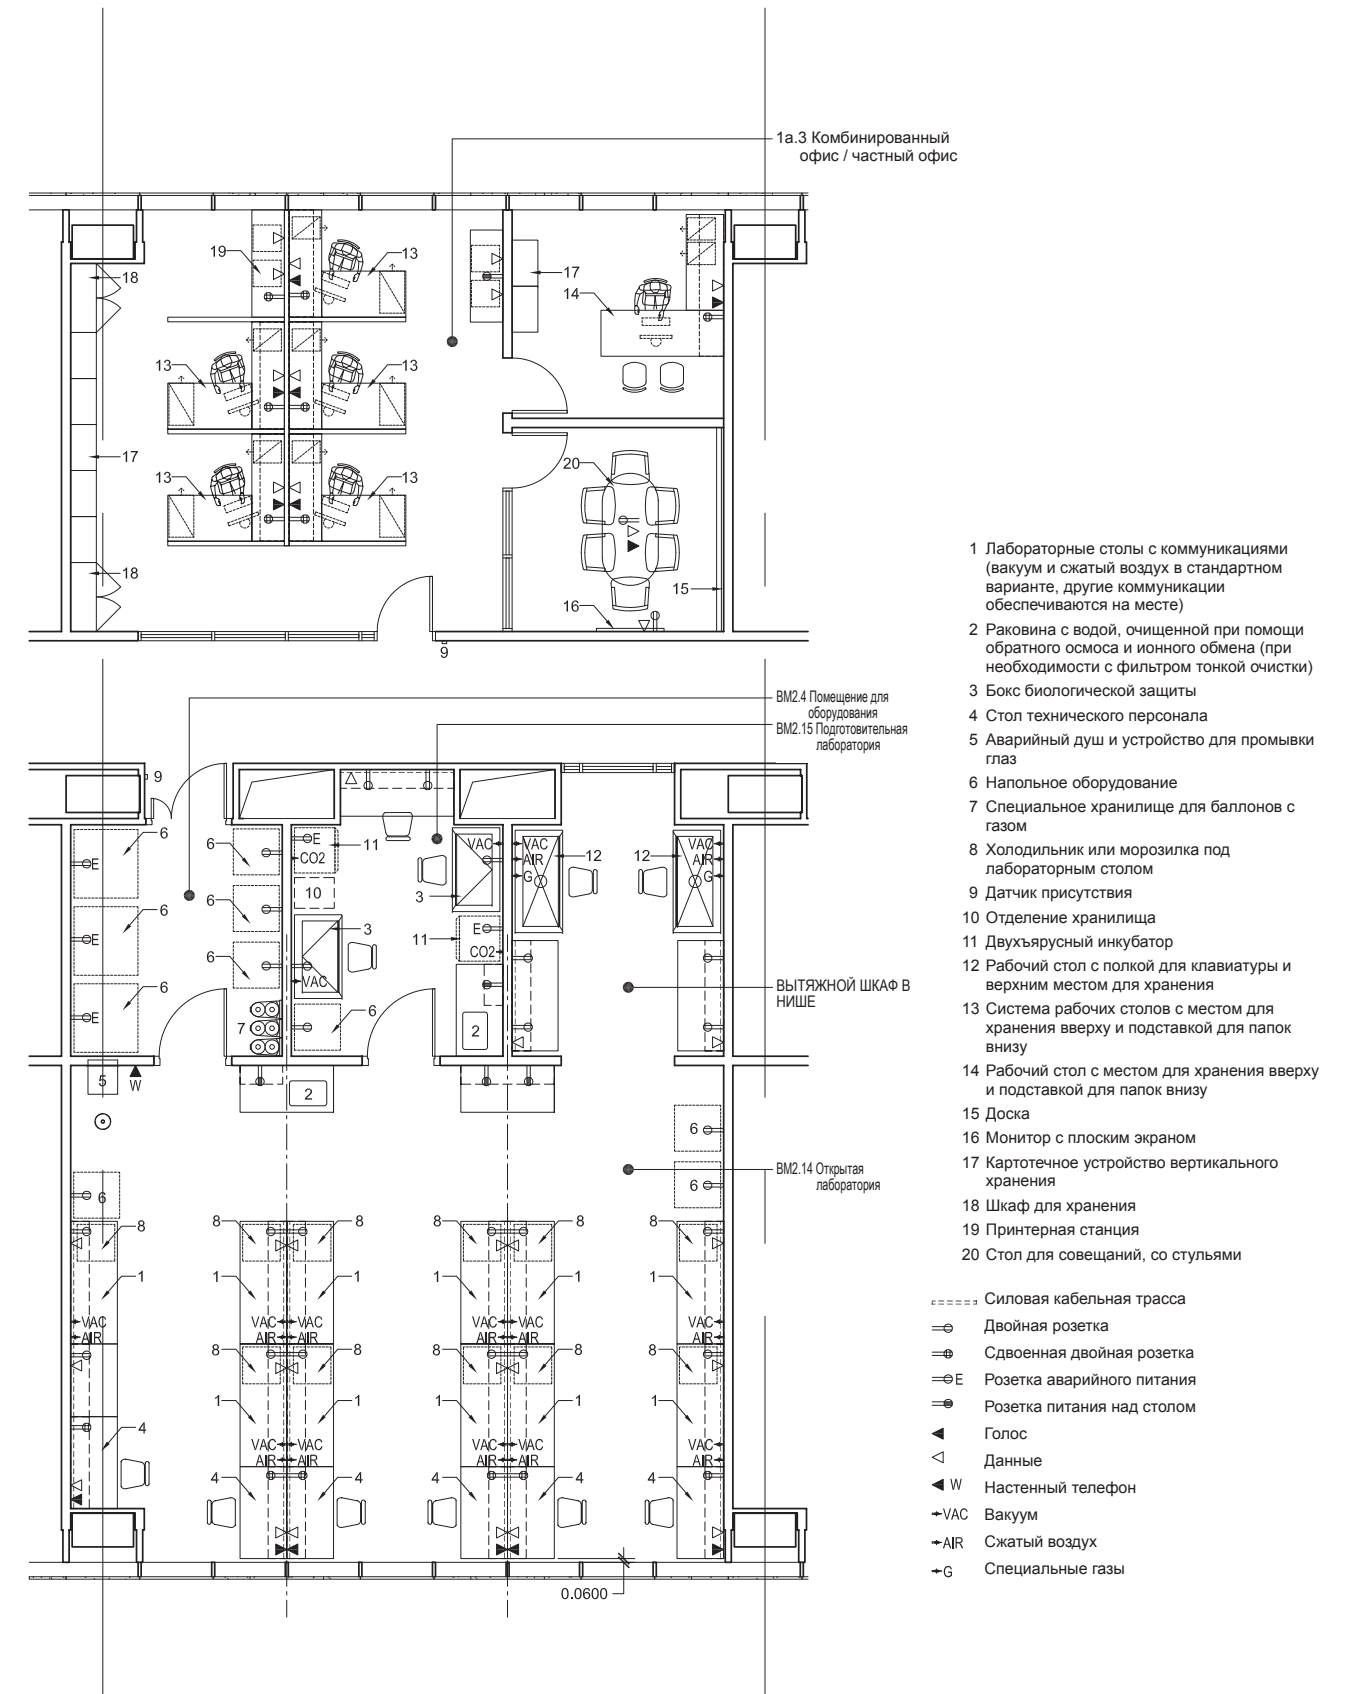 1a.3 Комбинированный
офис / частный офис
19
13
18
17
14
13
13
17
13
13
20
18
15
16
9
BM2.4 Помещение для
оборудования
BM2.15 Подготовительная
лаборатория
9
6
6
E
11
CO2
VAC
VAC
AIR
G
12
12
VAC
AIR
G
E
6
10
3
6
6
E
3
11
E
CO2
6
VAC
6
E
6
7
2
ВЫТЯЖНОЙ ШКАФ В
НИШЕ
5
W
2
6
6
6
BM2.14 Открытая
лаборатория
8
8
8
8
8
8
1
1
1
1
1
1
VAC
AIR
VAC
VAC
AIR
AIR
VAC
VAC
AIR
AIR
VAC
AIR
8
8
8
8
8
1
1
1
1
1
4
VAC
VAC
AIR
AIR
VAC
VAC
AIR
AIR
VAC
AIR
4
4
4
4
4
0.0600
1 Лабораторные столы с коммуникациями
(вакуум и сжатый воздух в стандартном
варианте, другие коммуникации
обеспечиваются на месте)
2 Раковина с водой, очищенной при помощи
обратного осмоса и ионного обмена (при
необходимости с фильтром тонкой очистки)
3 Бокс биологической защиты
4 Стол технического персонала
5 Аварийный душ и устройство для промывки
глаз
6 Напольное оборудование
7 Специальное хранилище для баллонов с
газом
8 Холодильник или морозилка под
лабораторным столом
9 Датчик присутствия
10 Отделение хранилища
11 Двухъярусный инкубатор
12 Рабочий стол с полкой для клавиатуры и
верхним местом для хранения
13 Система рабочих столов с местом для
хранения вверху и подставкой для папок
внизу
14 Рабочий стол с местом для хранения вверху
и подставкой для папок внизу
15 Доска
16 Монитор с плоским экраном
17 Картотечное устройство вертикального
хранения
18 Шкаф для хранения
19 Принтерная станция
20 Стол для совещаний, со стульями
Силовая кабельная трасса
Двойная розетка
Сдвоенная двойная розетка
E Розетка аварийного питания
Розетка питания над столом
Голос
Данные
W Настенный телефон
VAC Вакуум
AIR Сжатый воздух
G Специальные газы